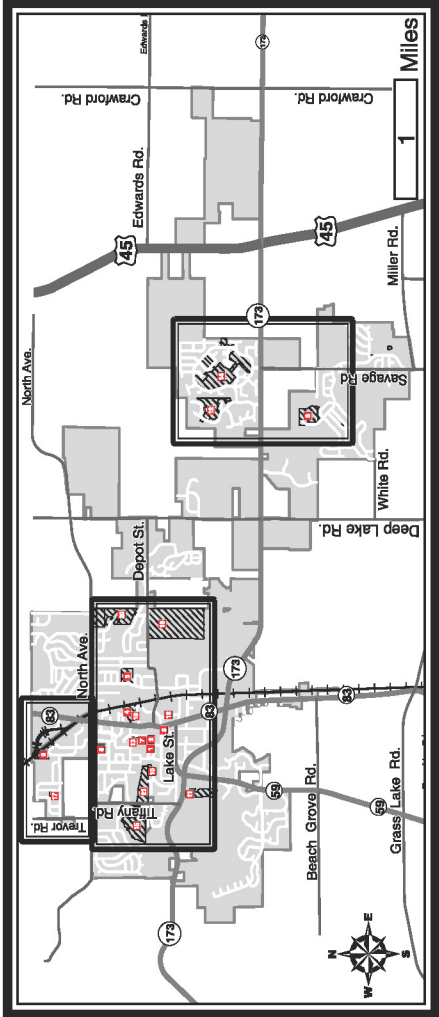 Edwards
Crawford Rd.
Crawford Rd.
173
1
Miles
Edwards Rd.
45
45
Miller Rd.
North Ave.
173
Savage Rd
White Rd.
Deep Lake Rd.
Depot St.
North Ave.
83
173
83
83
Lake St.
Tiffany Rd.
Trevor Rd.
59
59
Beach Grove Rd.
Grass Lake Rd.
173
N
E
S
W